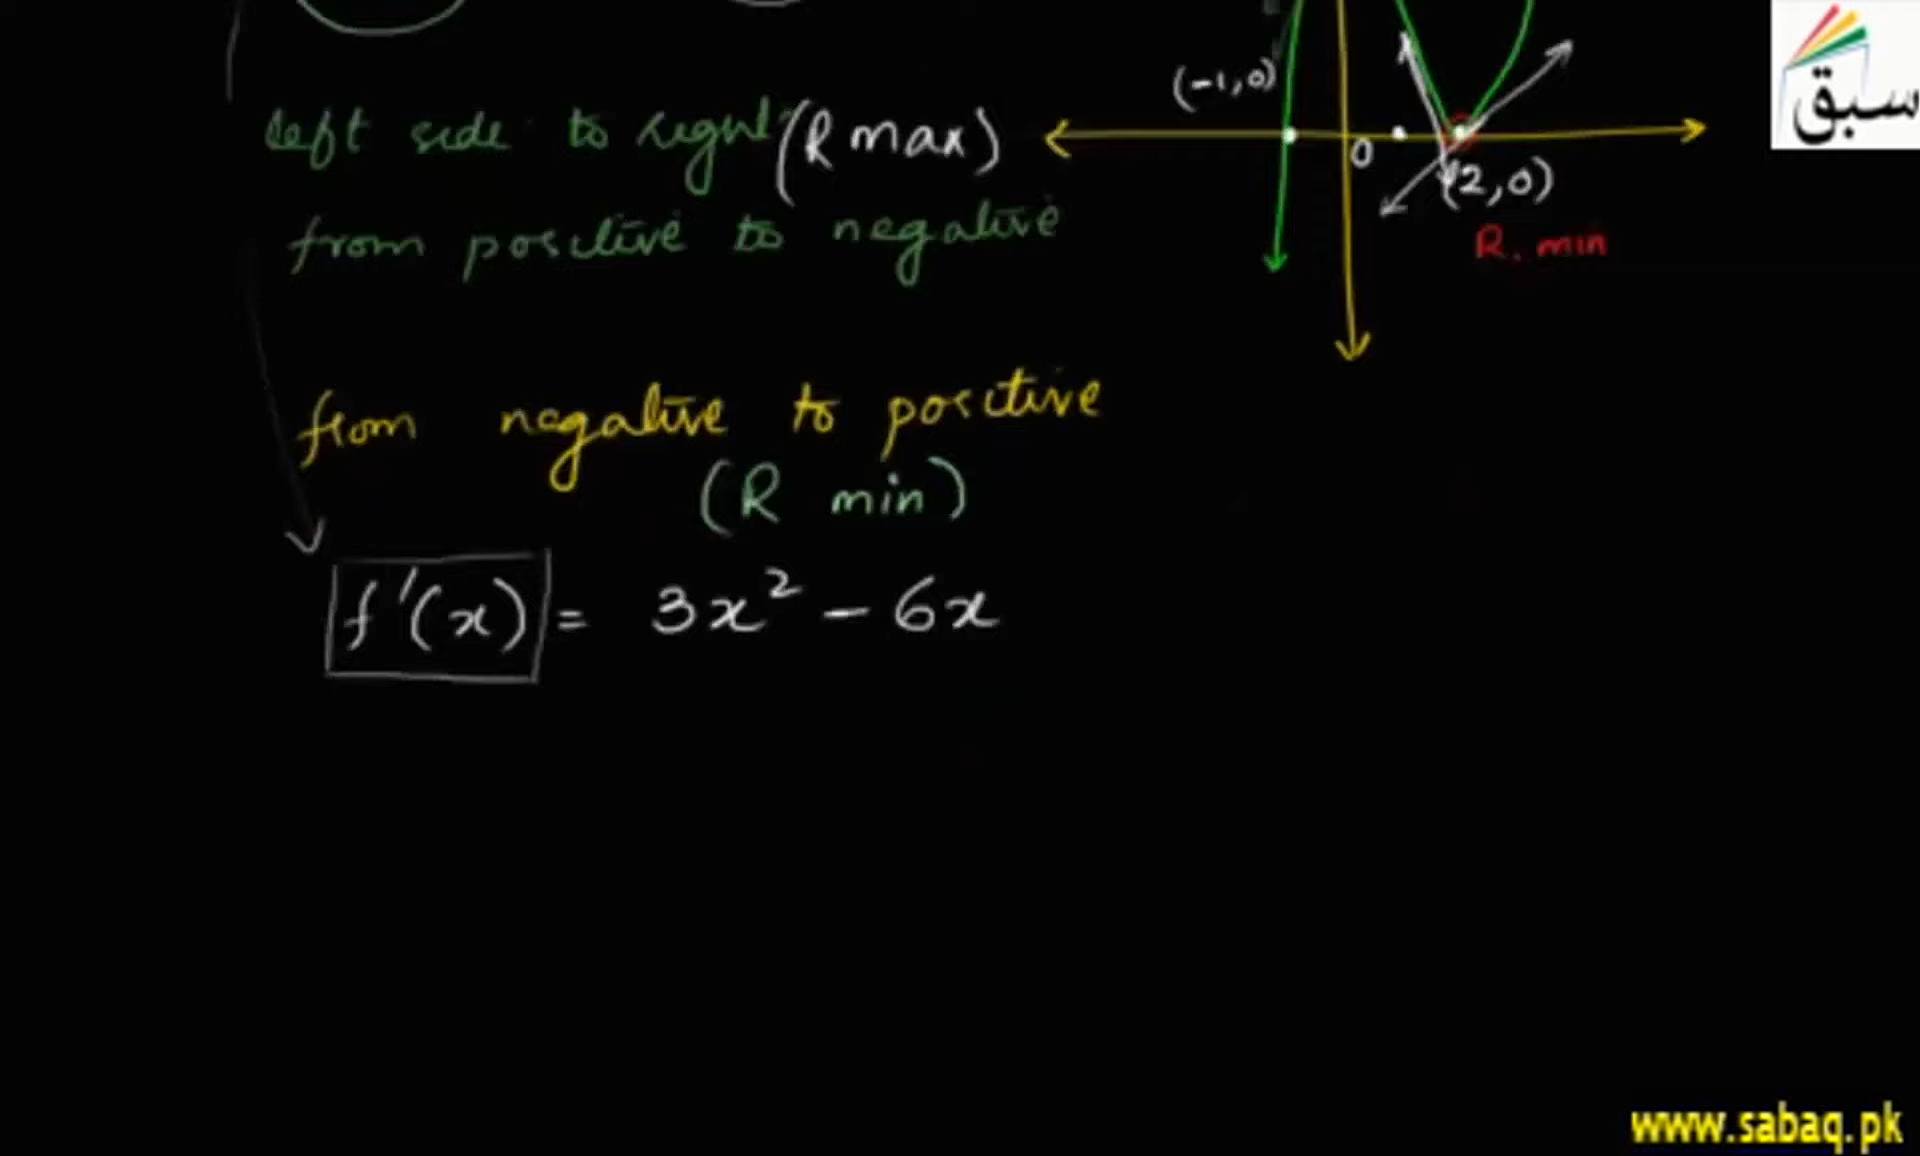 left side to right (R max)
from positive to negative
from negative to positive
(R min)
f'(x) = 3x² - 6x
(-1,0)
0
(2,0)
R. min
سبق
www.sabaq.pk